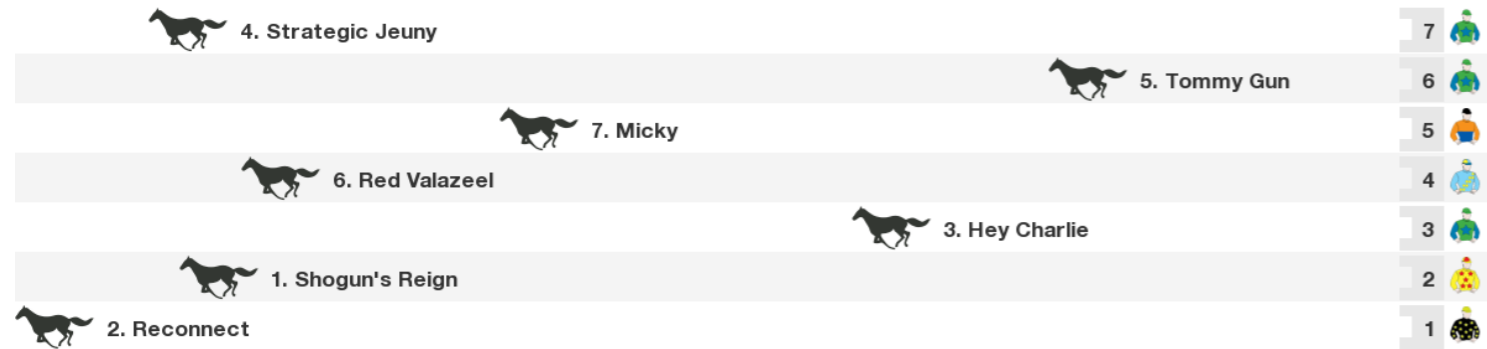 4. Strategic Jeuny 7
5. Tommy Gun 6
7. Micky 5
6. Red Valazeel 4
3. Hey Charlie 3
1. Shogun's Reign 2
2. Reconnect 1